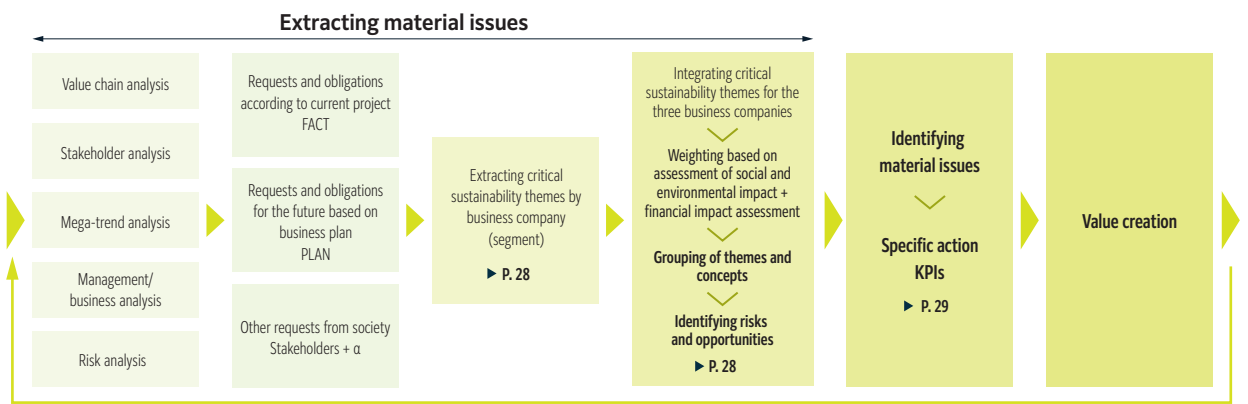 Extracting material issues
Value chain analysis
Stakeholder analysis
Mega-trend analysis
Management/
business analysis
Risk analysis
Requests and obligations
according to current project
FACT
Requests and obligations
for the future based on
business plan
PLAN
Other requests from society
Stakeholders + α
Extracting critical
sustainability themes by
business company
(segment)
▶ P. 28
Integrating critical
sustainability themes for the
three business companies
Weighting based on
assessment of social and
environmental impact +
financial impact assessment
Grouping of themes and
concepts
Identifying risks
and opportunities
▶ P. 28
Identifying
material issues
Specific action
KPIs
▶ P. 29
Value creation